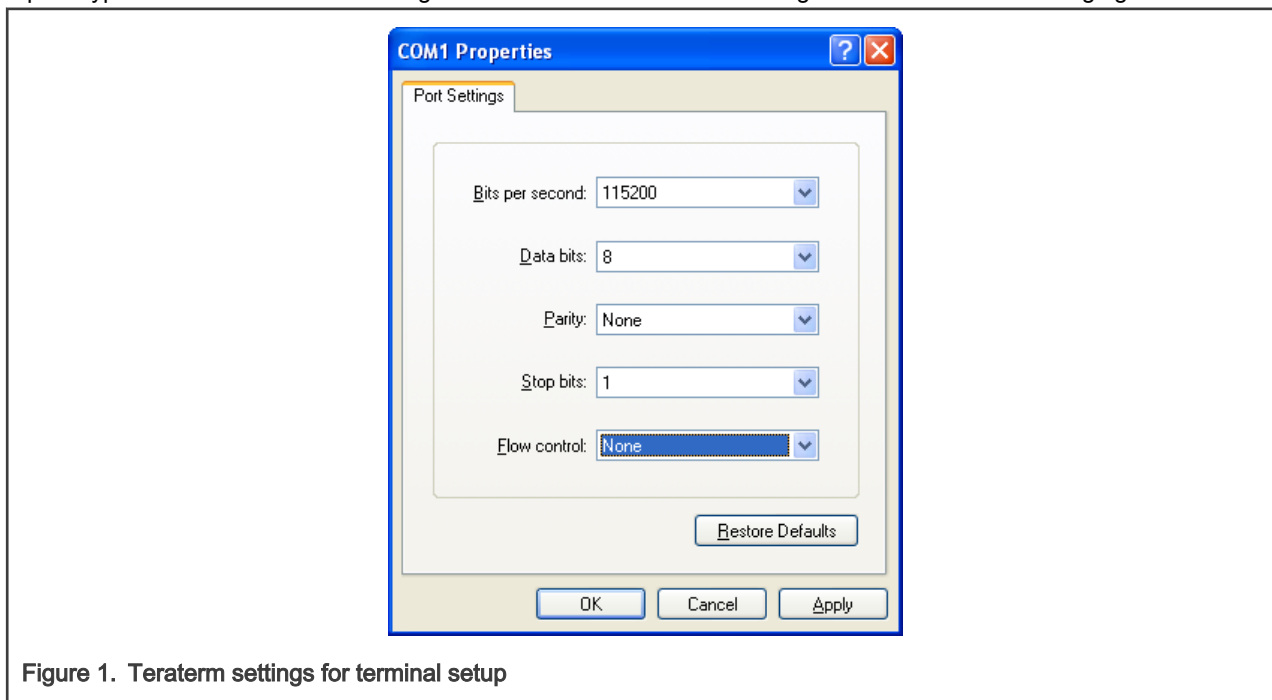 COM1 Properties
Port Settings
Bits per second: 115200
Data bits: 8
Parity: None
Stop bits: 1
Flow control: None
Restore Defaults
OK Cancel Apply
Figure 1. Teraterm settings for terminal setup